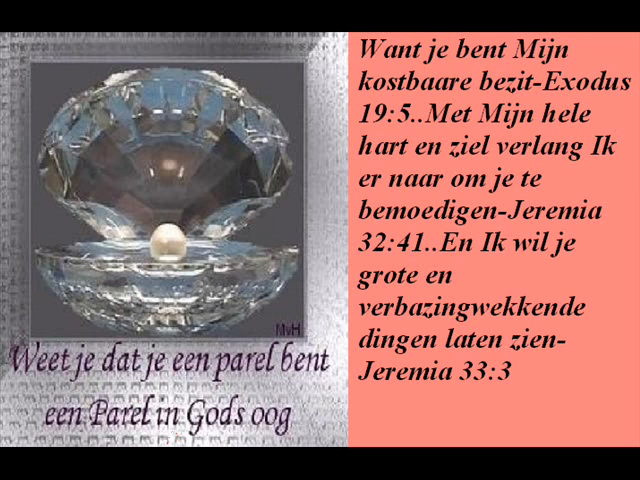 MvH
Weet je dat je een parel bent
een Parel in Gods oog
Want je bent Mijn
kostbaare bezit-Exodus
19:5..Met Mijn hele
hart en ziel verlang Ik
er naar om je te
bemoedigen-Jeremia
32:41..En Ik wil je
grote en
verbazingwekkende
dingen laten zien-
Jeremia 33:3